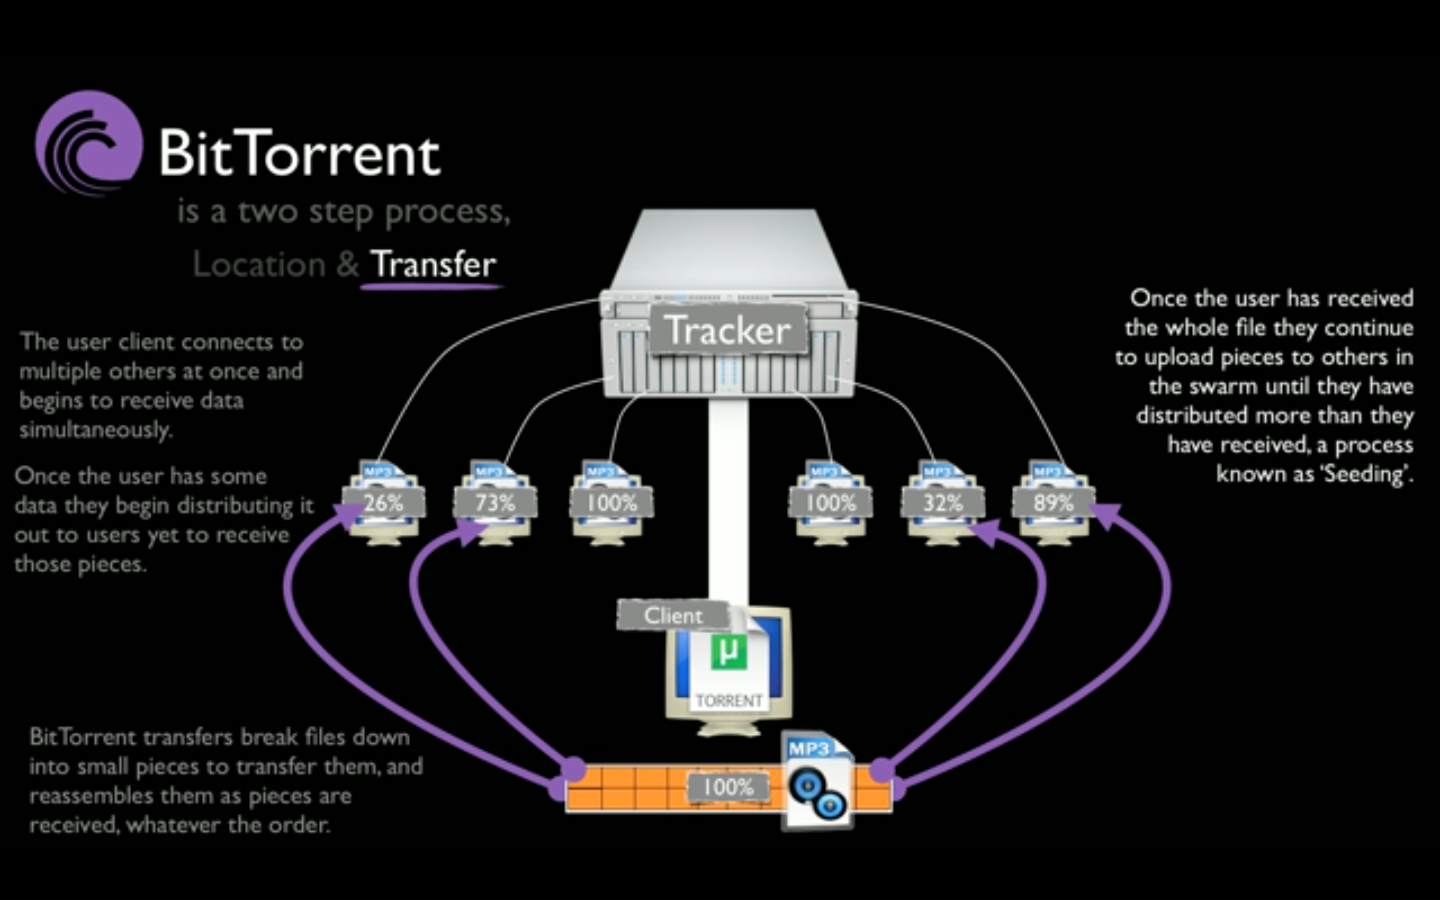 BitTorrent
is a two step process,
Location & Transfer
The user client connects to
multiple others at once and
begins to receive data
simultaneously.
Once the user has some
data they begin distributing it
out to users yet to receive
those pieces.
BitTorrent transfers break files down
into small pieces to transfer them, and
reassembles them as pieces are
received, whatever the order.
Tracker
MP3 MP3 MP3 MP3 MP3 MP3
26% 73% 100% 100% 32% 89%
Client
µ
TORRENT
MP3
100%
Once the user has received
the whole file they continue
to upload pieces to others in
the swarm until they have
distributed more than they
have received, a process
known as ‘Seeding’.